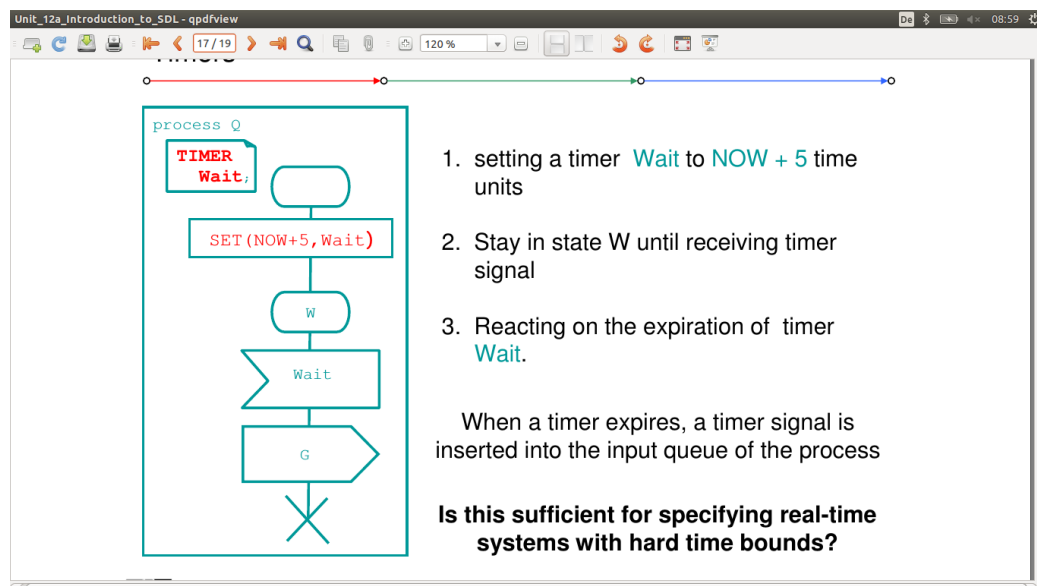 Unit_12a_Introduction_to_SDL - qpdfview
De
08:59
17 / 19
120 %
Timers
process Q
TIMER
Wait;
SET(NOW+5,Wait)
W
Wait
G
1. setting a timer Wait to NOW + 5 time
units
2. Stay in state W until receiving timer
signal
3. Reacting on the expiration of timer
Wait.
When a timer expires, a timer signal is
inserted into the input queue of the process
Is this sufficient for specifying real-time
systems with hard time bounds?